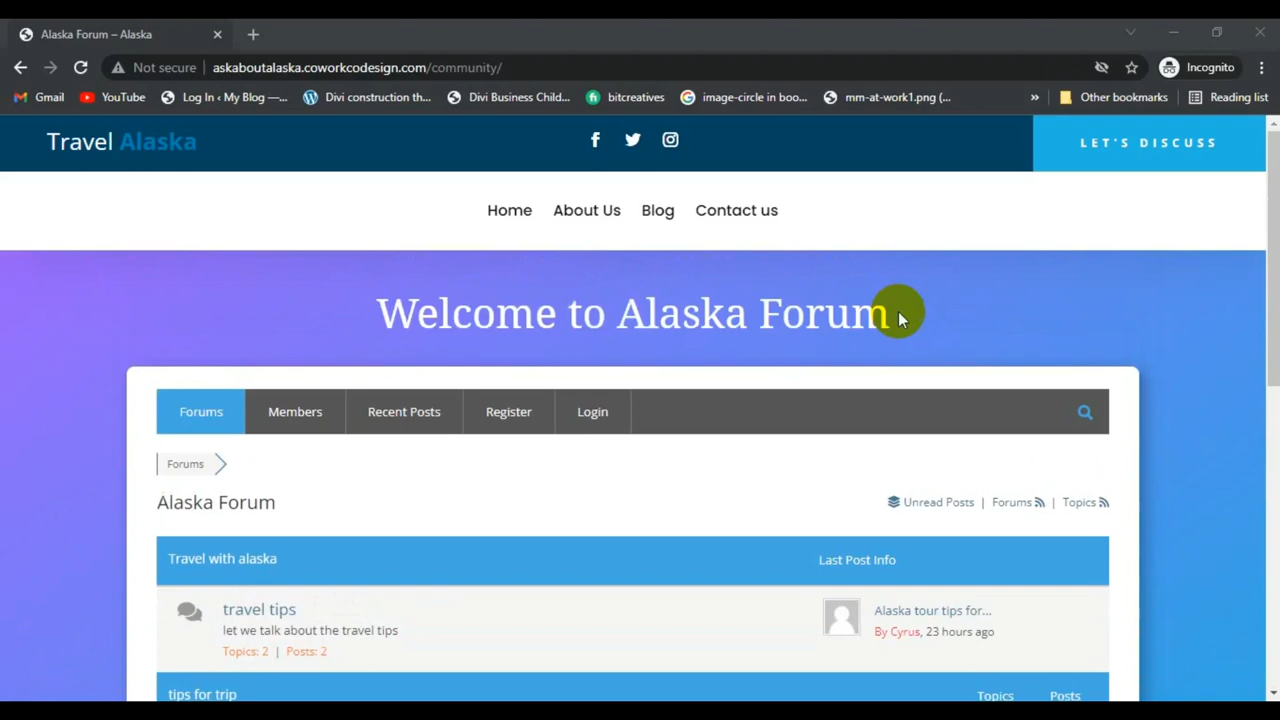 Alaska Forum – Alaska
Not secure askaboutalaska.coworkcodesign.com/community/ Incognito
Gmail YouTube Log In ‹ My Blog —... Divi construction th... Divi Business Child... bitcreatives image-circle in boo... mm-at-work1.png (... » Other bookmarks Reading list
Travel Alaska LET'S DISCUSS
Home About Us Blog Contact us
Welcome to Alaska Forum
Forums Members Recent Posts Register Login
Forums
Alaska Forum Unread Posts | Forums | Topics
Travel with alaska Last Post Info
travel tips Alaska tour tips for...
let we talk about the travel tips By Cyrus, 23 hours ago
Topics: 2 | Posts: 2
tips for trip Topics Posts